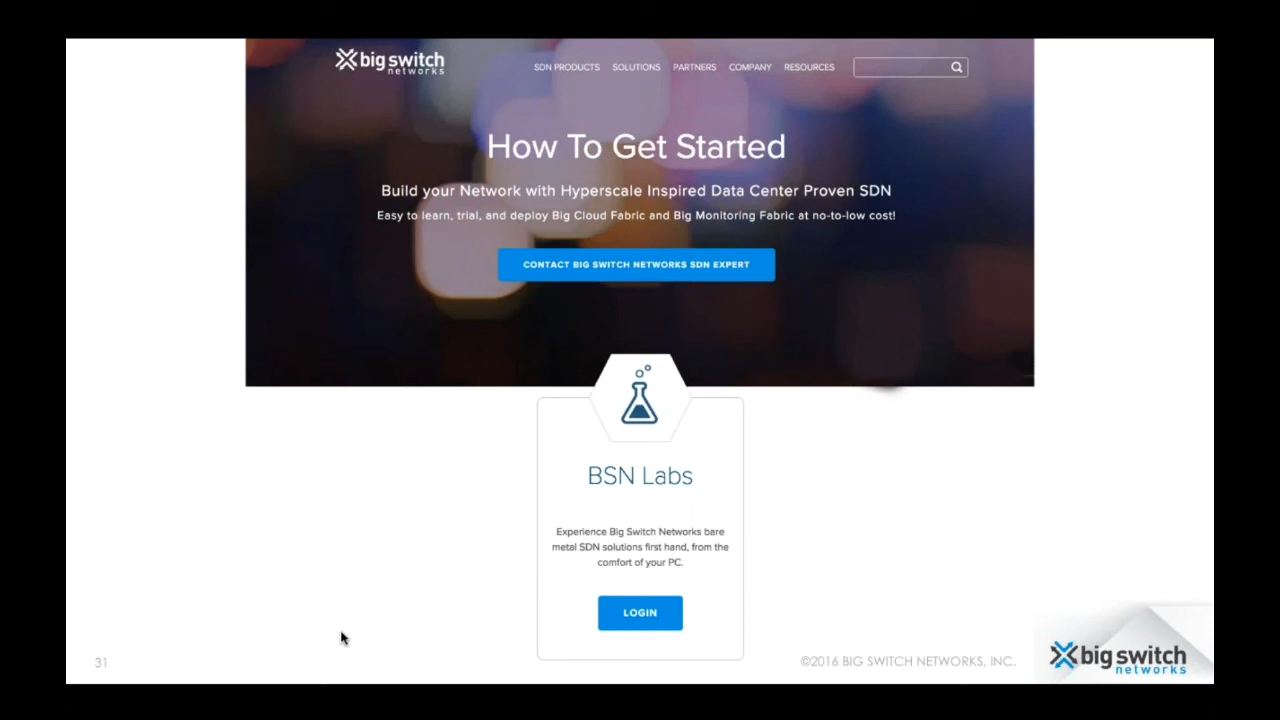 big switch
networks
SDN PRODUCTS SOLUTIONS PARTNERS COMPANY RESOURCES
How To Get Started
Build your Network with Hyperscale Inspired Data Center Proven SDN
Easy to learn, trial, and deploy Big Cloud Fabric and Big Monitoring Fabric at no-to-low cost!
CONTACT BIG SWITCH NETWORKS SDN EXPERT
BSN Labs
Experience Big Switch Networks bare
metal SDN solutions first hand, from the
comfort of your PC.
LOGIN
31
©2016 BIG SWITCH NETWORKS, INC.
big switch
networks